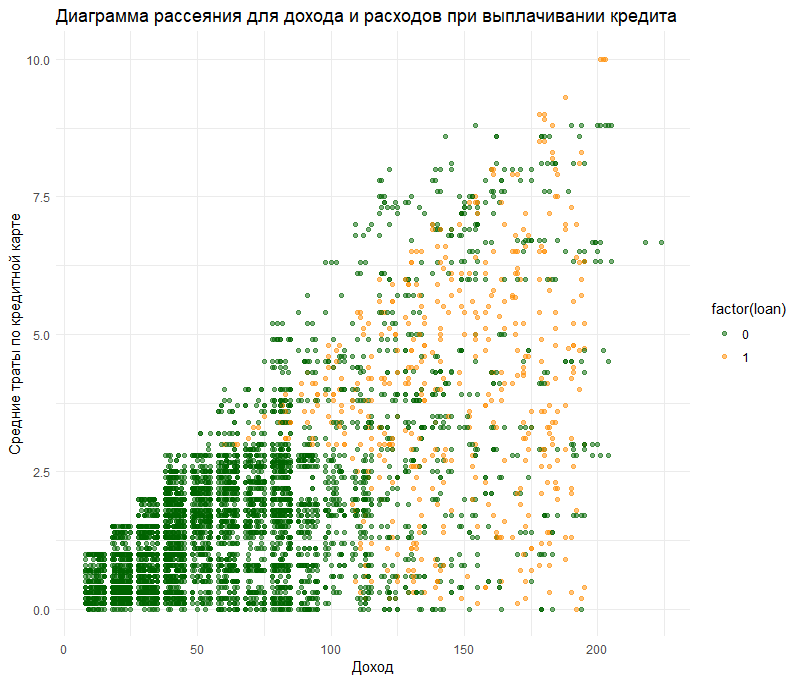 Диаграмма рассеяния для дохода и расходов при выплачивании кредита
Средние траты по кредитной карте
10.0
7.5
5.0
2.5
0.0
0 50 100 150 200
Доход
factor(loan)
0
1